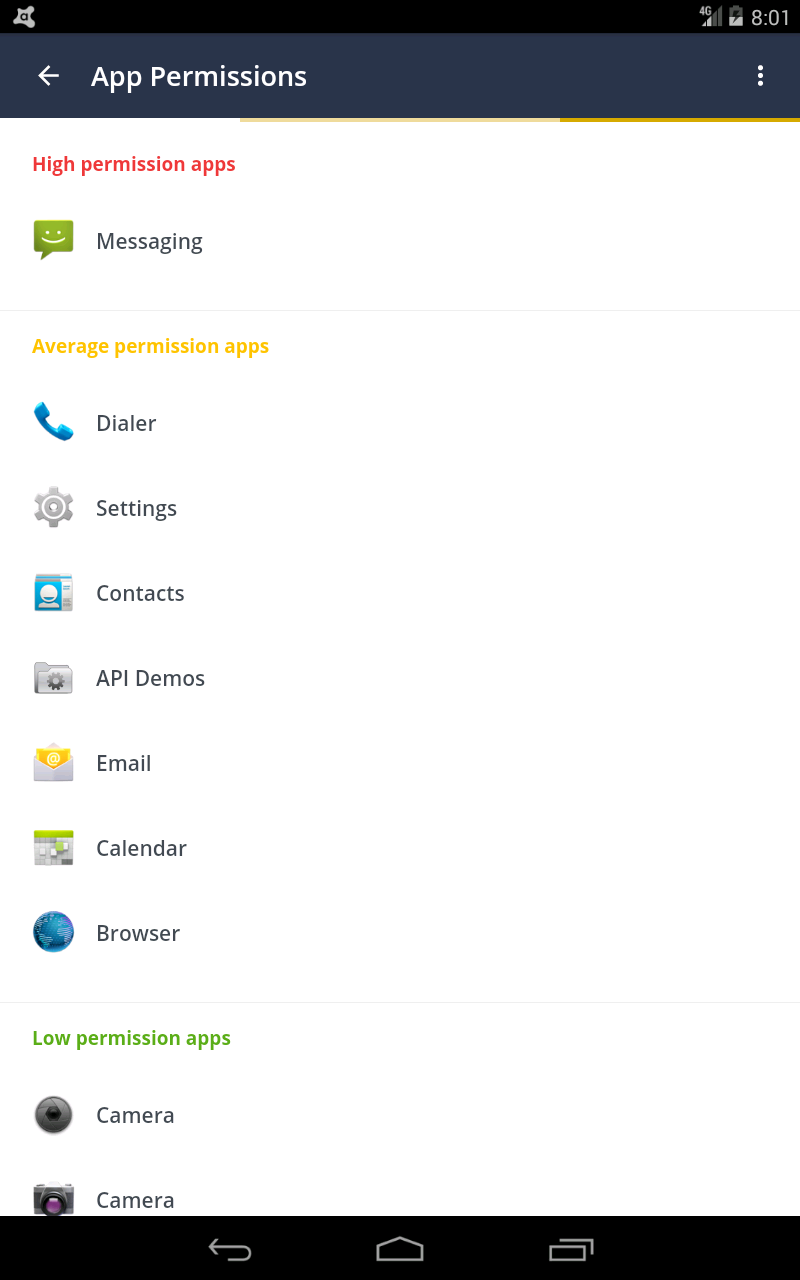 4G 8:01
App Permissions
High permission apps
Messaging
Average permission apps
Dialer
Settings
Contacts
API Demos
Email
Calendar
Browser
Low permission apps
Camera
Camera